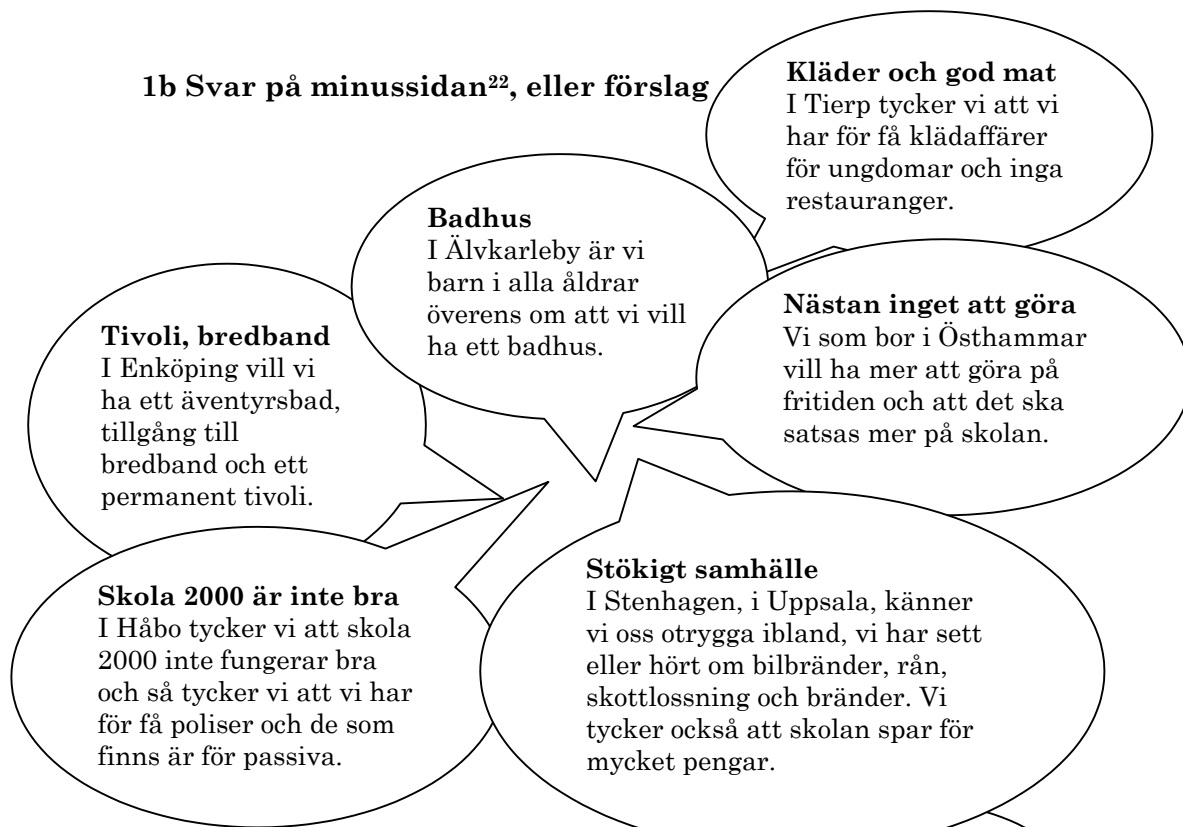 1b Svar på minussidan²², eller förslag
Kläder och god mat
I Tierp tycker vi att vi
har för få klädaffärer
för ungdomar och inga
restauranger.
Badhus
I Älvkarleby är vi
barn i alla åldrar
överens om att vi vill
ha ett badhus.
Nästan inget att göra
Vi som bor i Östhammar
vill ha mer att göra på
fritiden och att det ska
satsas mer på skolan.
Tivoli, bredband
I Enköping vill vi
ha ett äventyrsbad,
tillgång till
bredband och ett
permanent tivoli.
Skola 2000 är inte bra
I Håbo tycker vi att skola
2000 inte fungerar bra
och så tycker vi att vi har
för få poliser och de som
finns är för passiva.
Stökigt samhälle
I Stenhagen, i Uppsala, känner
vi oss otrygga ibland, vi har sett
eller hört om bilbränder, rån,
skottlossning och bränder. Vi
tycker också att skolan spar för
mycket pengar.